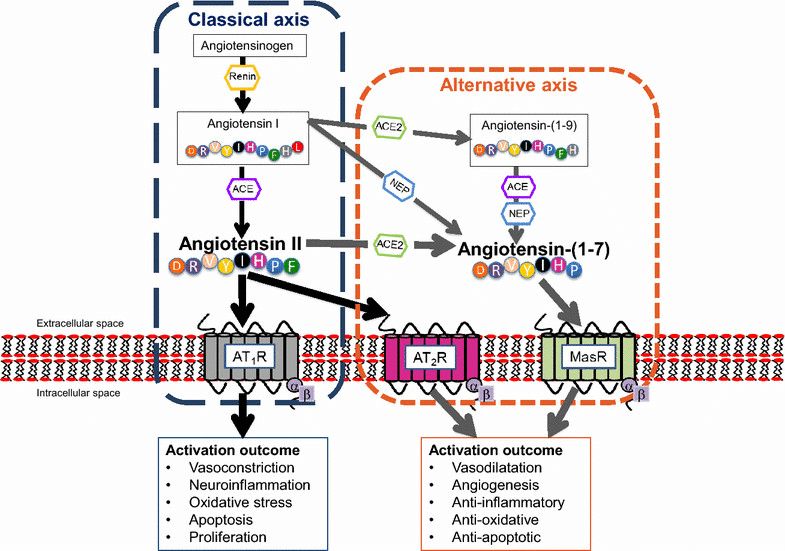 Classical axis
Angiotensinogen
Renin
Alternative axis
Angiotensin I
D R V Y I H P F H L
ACE2
Angiotensin-(1-9)
D R V Y I H P F H
ACE
NEP
ACE
NEP
Angiotensin II
D R V Y I H P F
ACE2
Angiotensin-(1-7)
D R V Y I H P
Extracellular space
AT1R
AT2R
MasR
Intracellular space
α
β
α
β
α
β
Activation outcome
• Vasoconstriction
• Neuroinflammation
• Oxidative stress
• Apoptosis
• Proliferation
Activation outcome
• Vasodilatation
• Angiogenesis
• Anti-inflammatory
• Anti-oxidative
• Anti-apoptotic